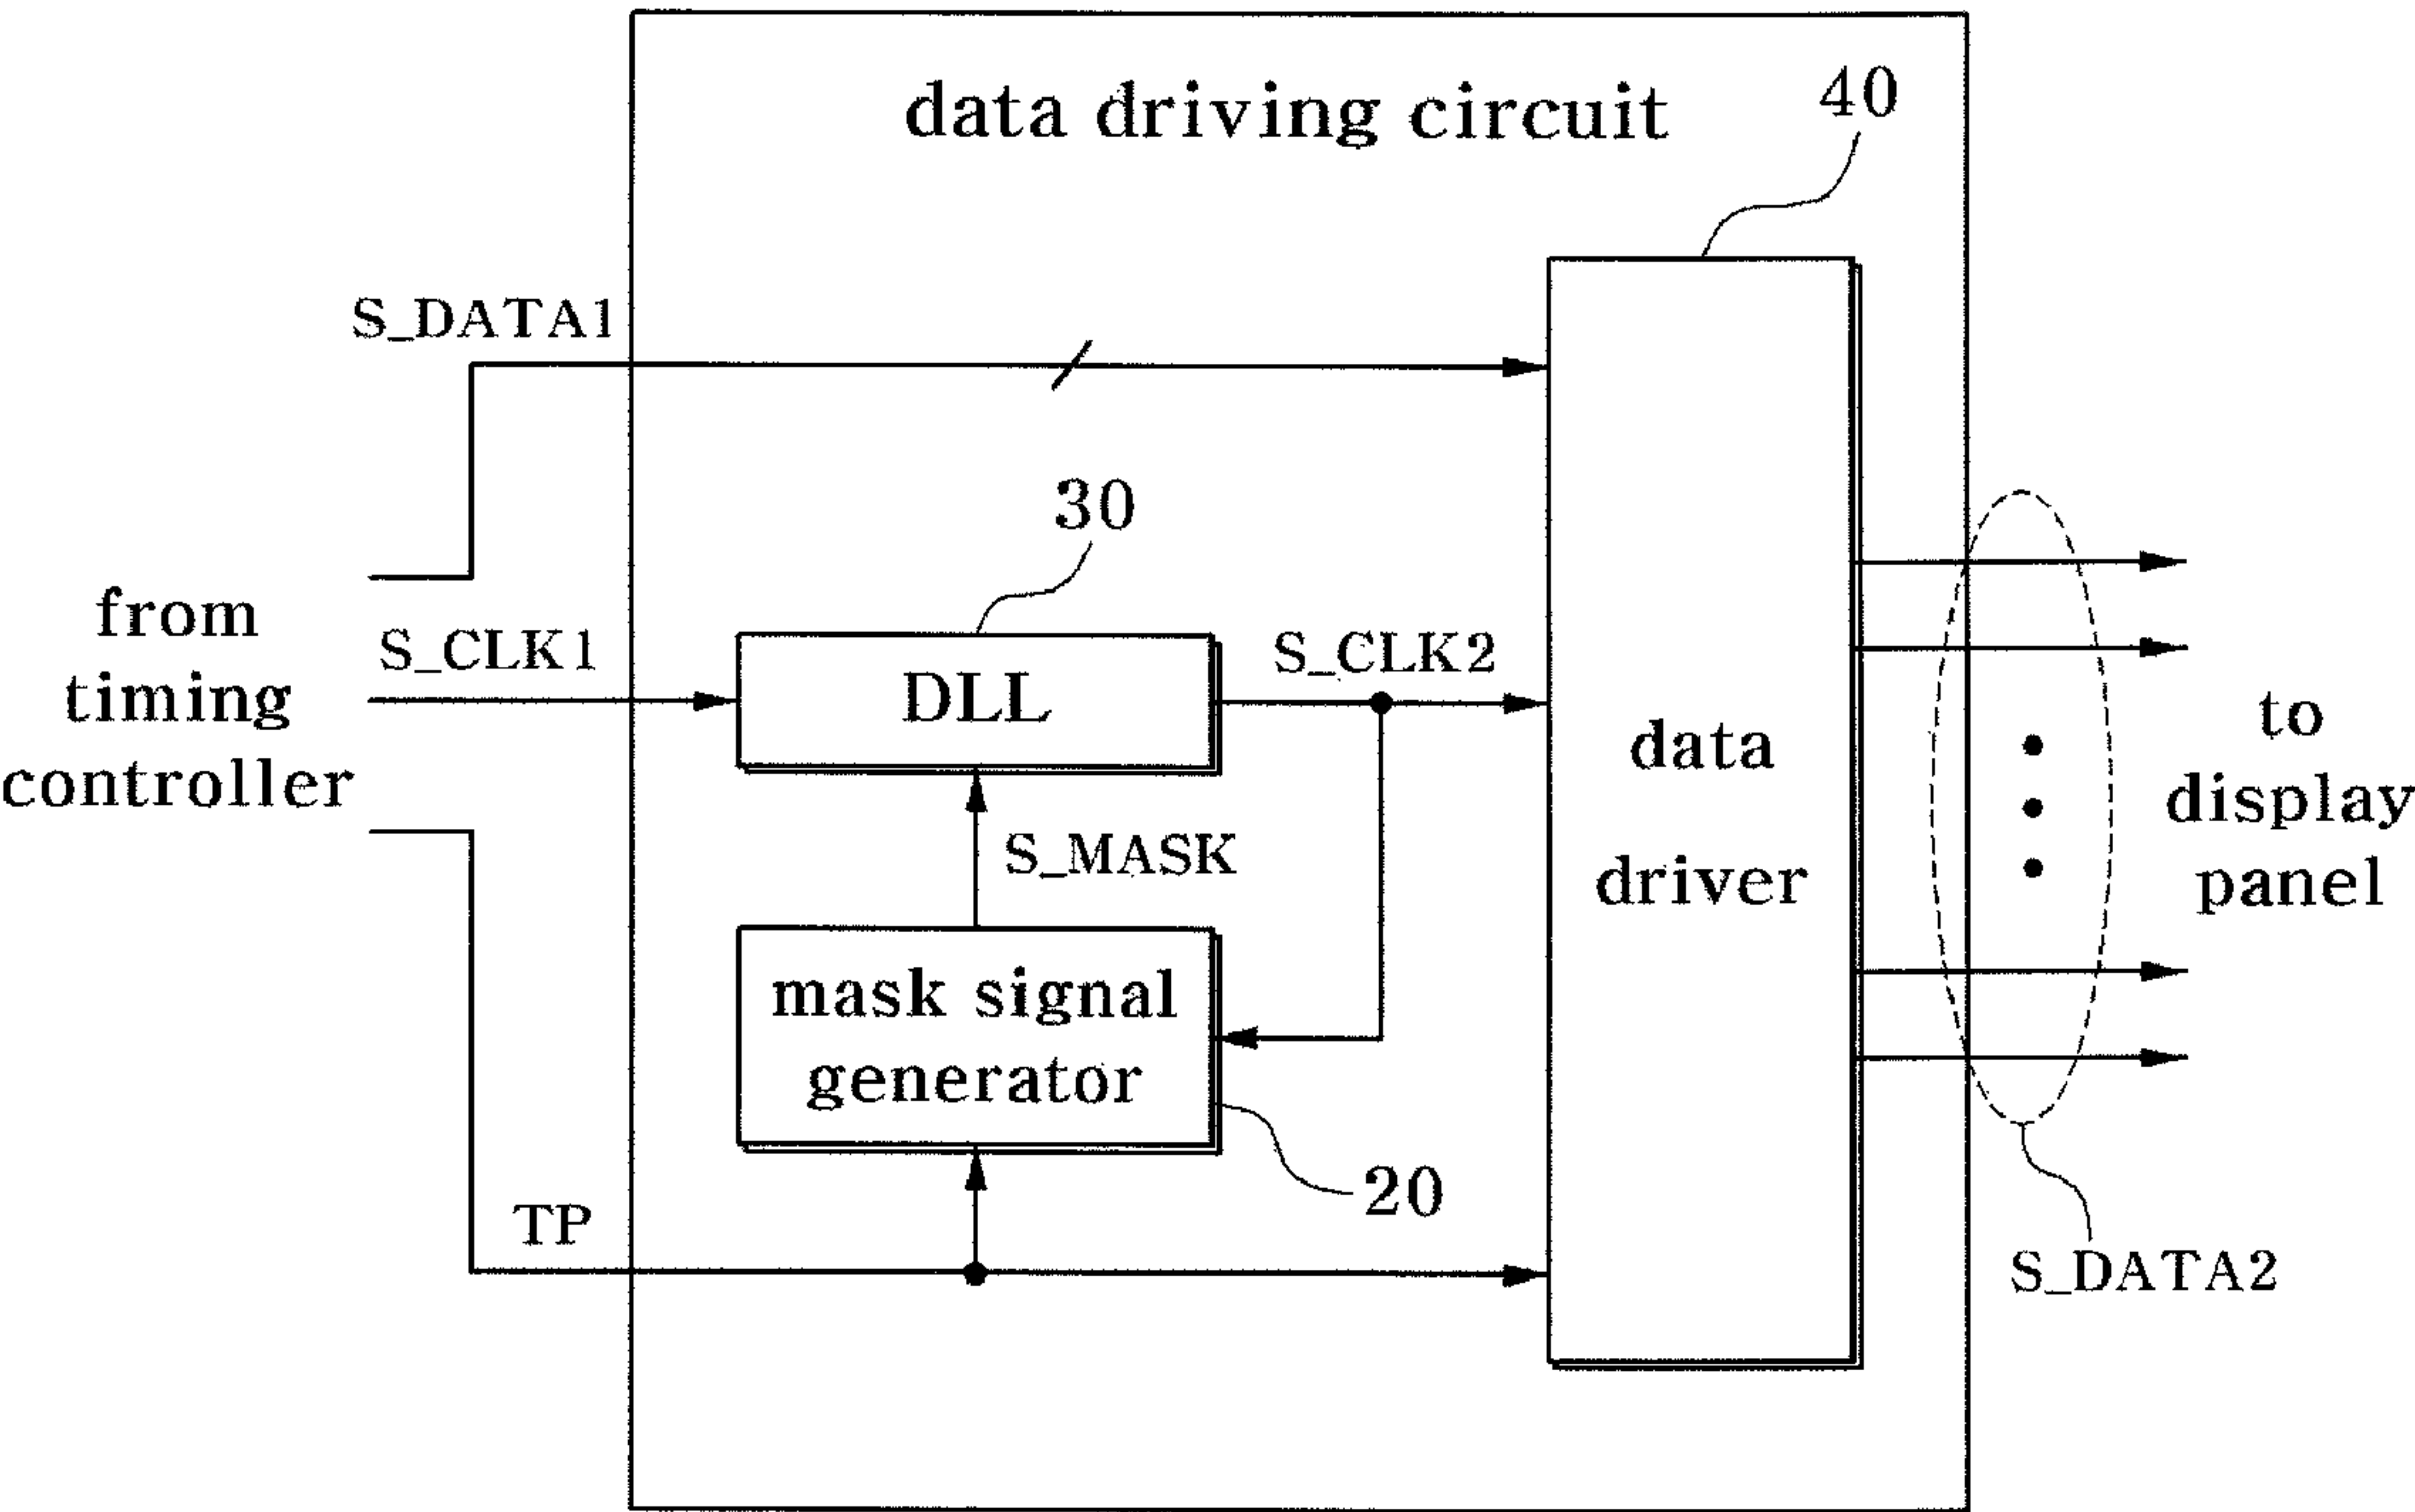 data driving circuit
40
S_DATA1
30
from
timing
controller
S_CLK1
DLL
S_CLK2
S_MASK
data
driver
to
display
panel
mask signal
generator
20
TP
S_DATA2